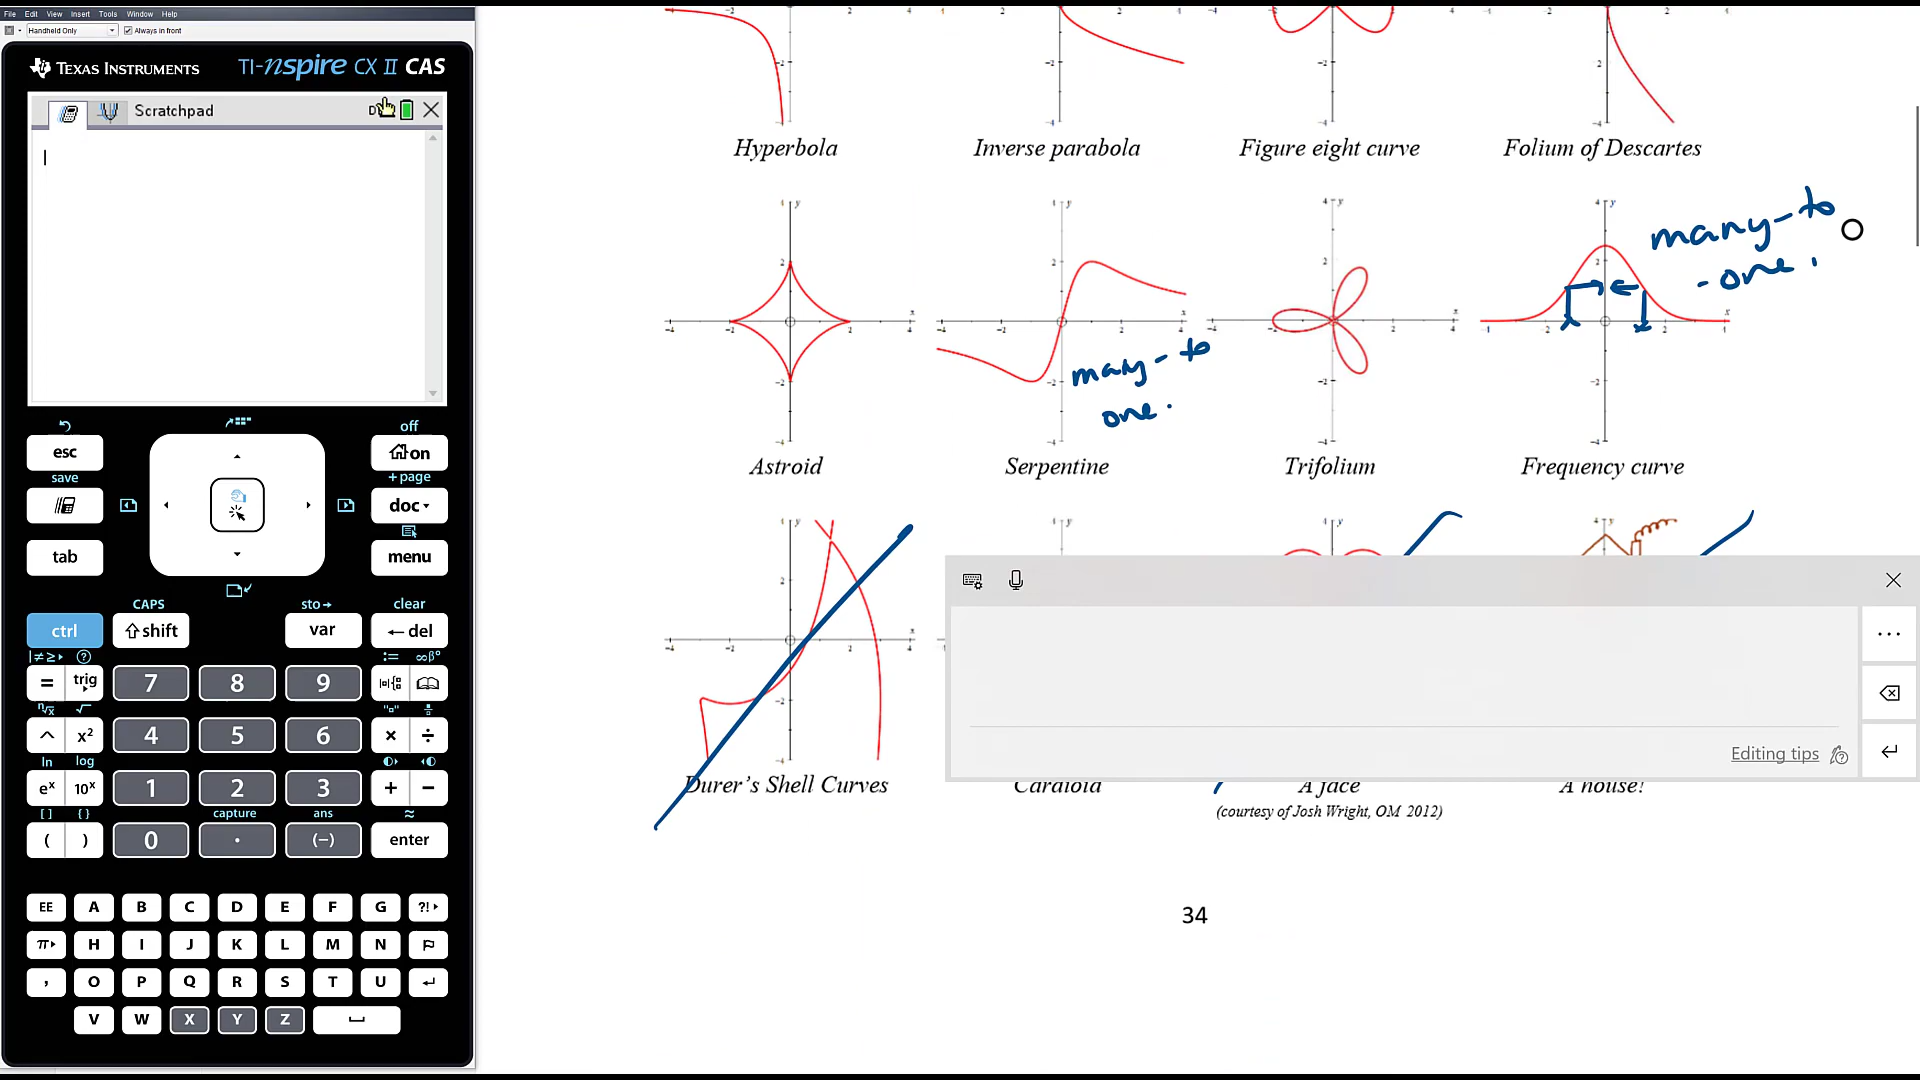 File Edit View Insert Tools Window Help
Handheld Only Always in front
TEXAS INSTRUMENTS TI-nspire CX II CAS
Scratchpad
off
esc on
save + page
doc
tab menu
CAPS sto→ clear
ctrl shift var ← del
= trig 7 8 9
^ x² 4 5 6 × ÷
ln log
eˣ 10ˣ 1 2 3 + −
[ ] { } capture ans ≈
( ) 0 . (−) enter
EE A B C D E F G ?!
π H I J K L M N
, O P Q R S T U
V W X Y Z
Hyperbola Inverse parabola Figure eight curve Folium of Descartes
many-to
-one.
many-to
one.
Astroid Serpentine Trifolium Frequency curve
Durer's Shell Curves Cardioid A face A house!
(courtesy of Josh Wright, OM 2012)
Editing tips
34